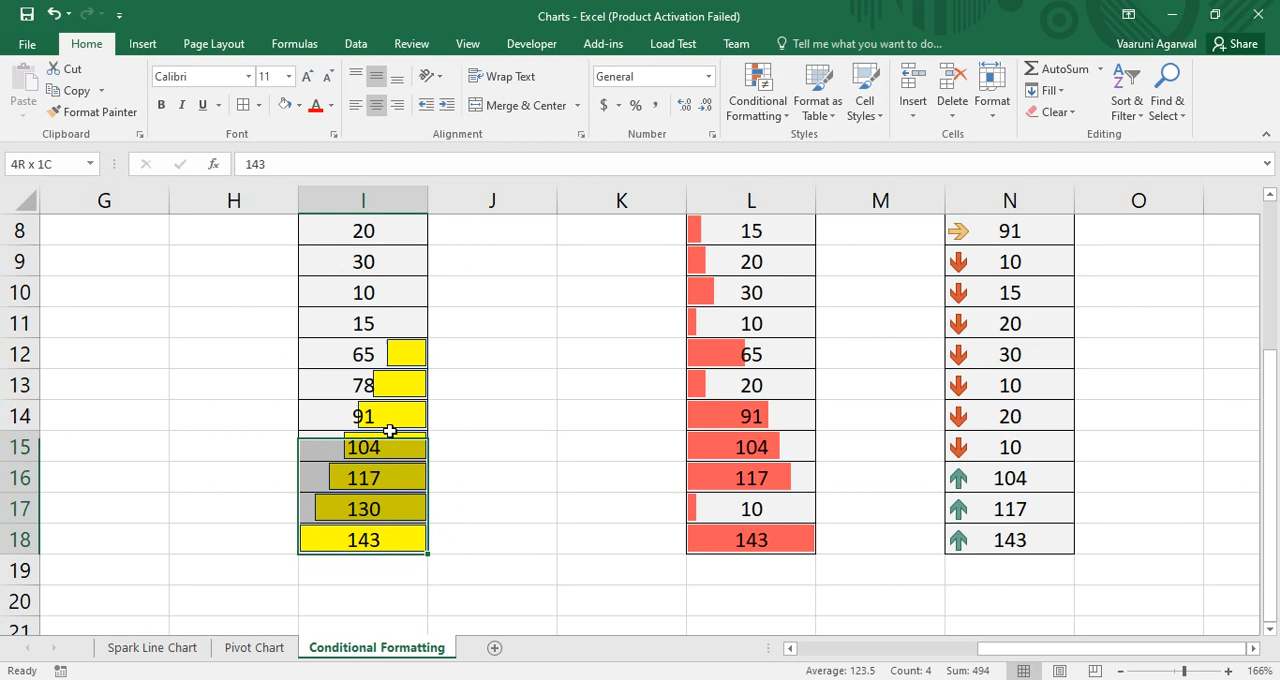 Charts - Excel (Product Activation Failed)
File Home Insert Page Layout Formulas Data Review View Developer Add-ins Load Test Team Tell me what you want to do... Vaaruni Agarwal Share
Paste Cut Copy Format Painter Clipboard
Calibri 11 B I U A Font
Wrap Text Merge & Center Alignment
General $ % , Number
Conditional Formatting Format as Table Cell Styles Styles
Insert Delete Format Cells
AutoSum Fill Clear Sort & Filter Find & Select Editing
4R x 1C fx 143
G H I J K L M N O
8 20 15 91
9 30 20 10
10 10 30 15
11 15 10 20
12 65 65 30
13 78 20 10
14 91 91 20
15 104 104 10
16 117 117 104
17 130 10 117
18 143 143 143
19
20
21
Spark Line Chart Pivot Chart Conditional Formatting
Ready Average: 123.5 Count: 4 Sum: 494 166%